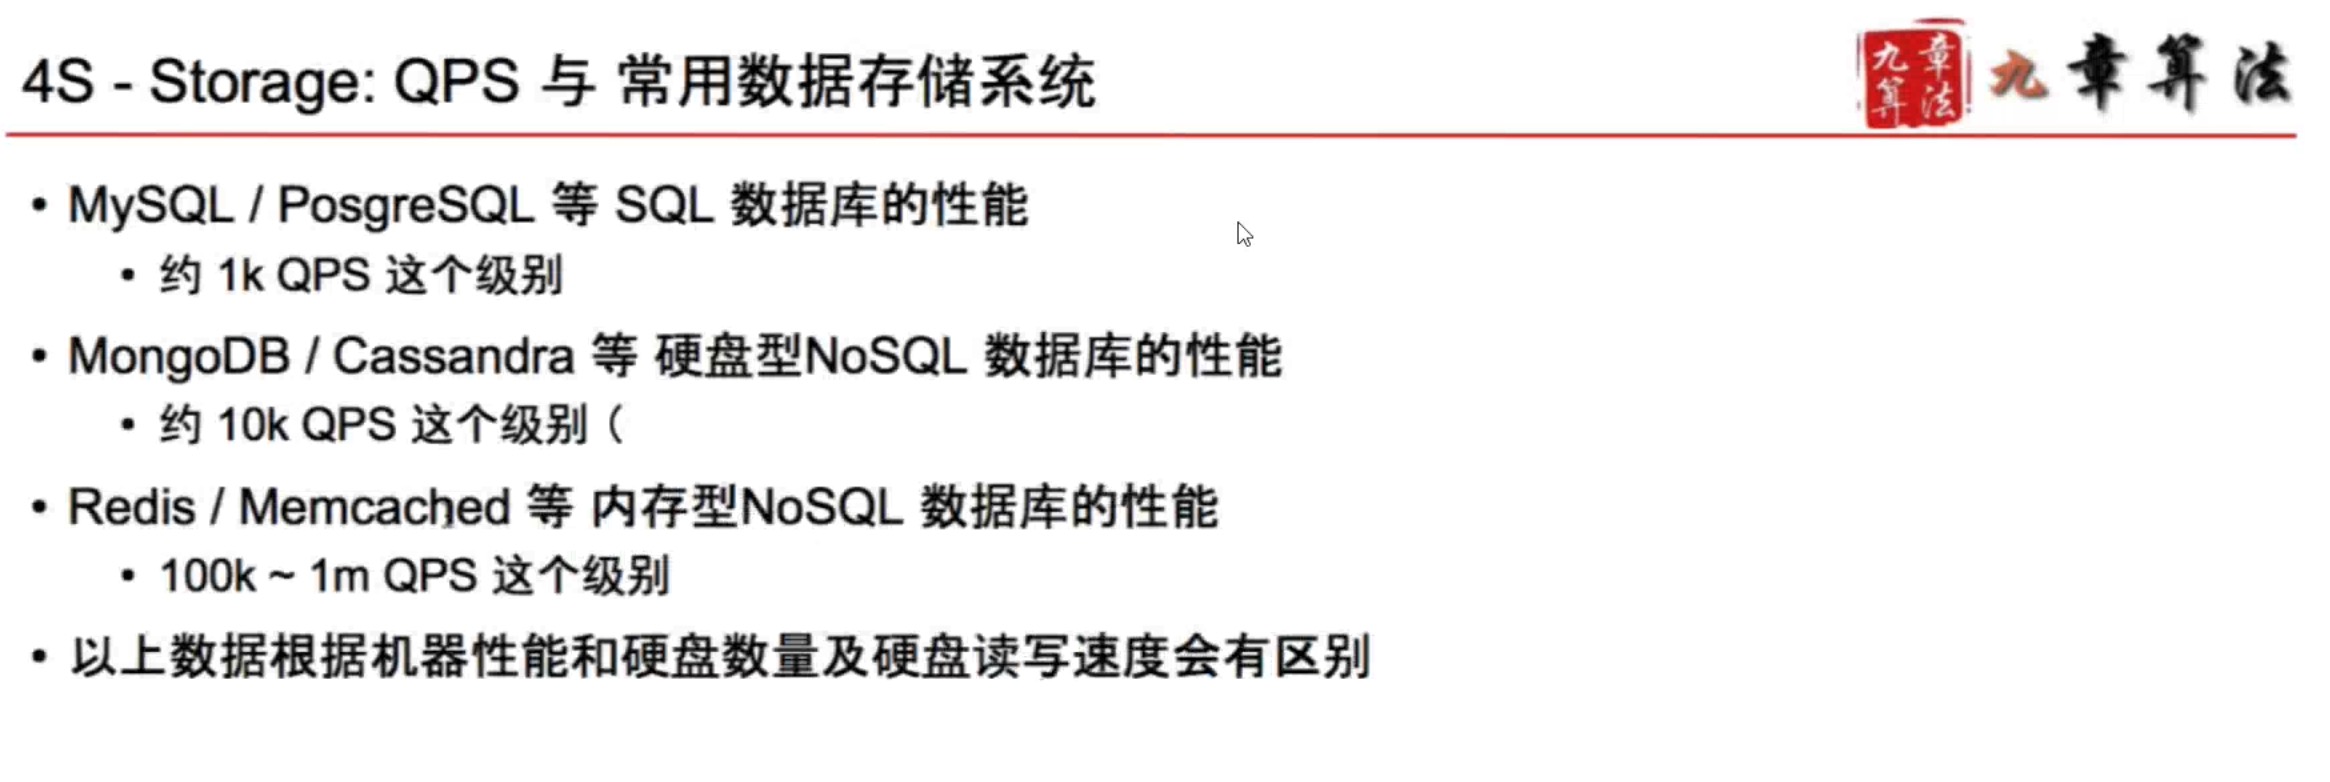 4S - Storage: QPS 与 常用数据存储系统
九章算法
九章算法
• MySQL / PosgreSQL 等 SQL 数据库的性能
• 约 1k QPS 这个级别
• MongoDB / Cassandra 等 硬盘型NoSQL 数据库的性能
• 约 10k QPS 这个级别（
• Redis / Memcached 等 内存型NoSQL 数据库的性能
• 100k ~ 1m QPS 这个级别
• 以上数据根据机器性能和硬盘数量及硬盘读写速度会有区别